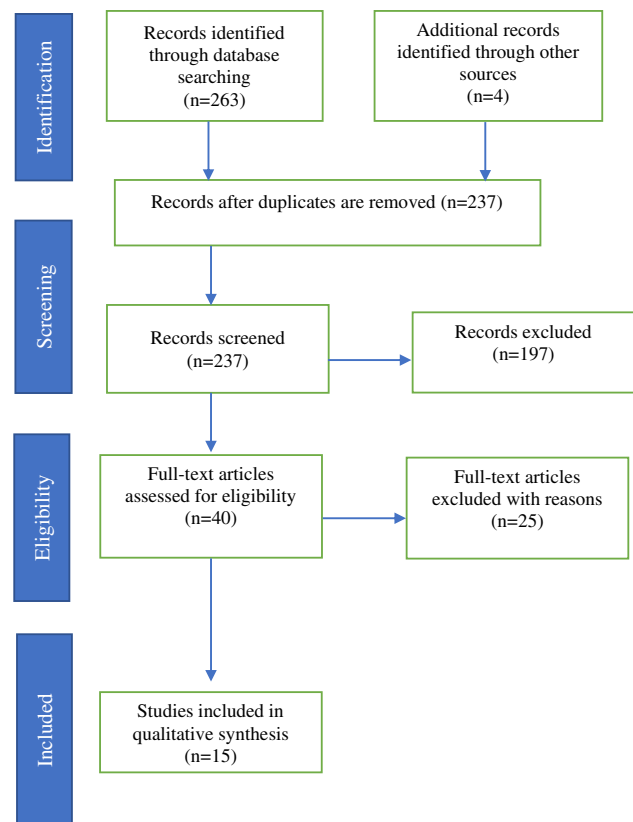 Identification
Records identified
through database
searching
(n=263)
Additional records
identified through other
sources
(n=4)
Records after duplicates are removed (n=237)
Screening
Records screened
(n=237)
Records excluded
(n=197)
Eligibility
Full-text articles
assessed for eligibility
(n=40)
Full-text articles
excluded with reasons
(n=25)
Included
Studies included in
qualitative synthesis
(n=15)